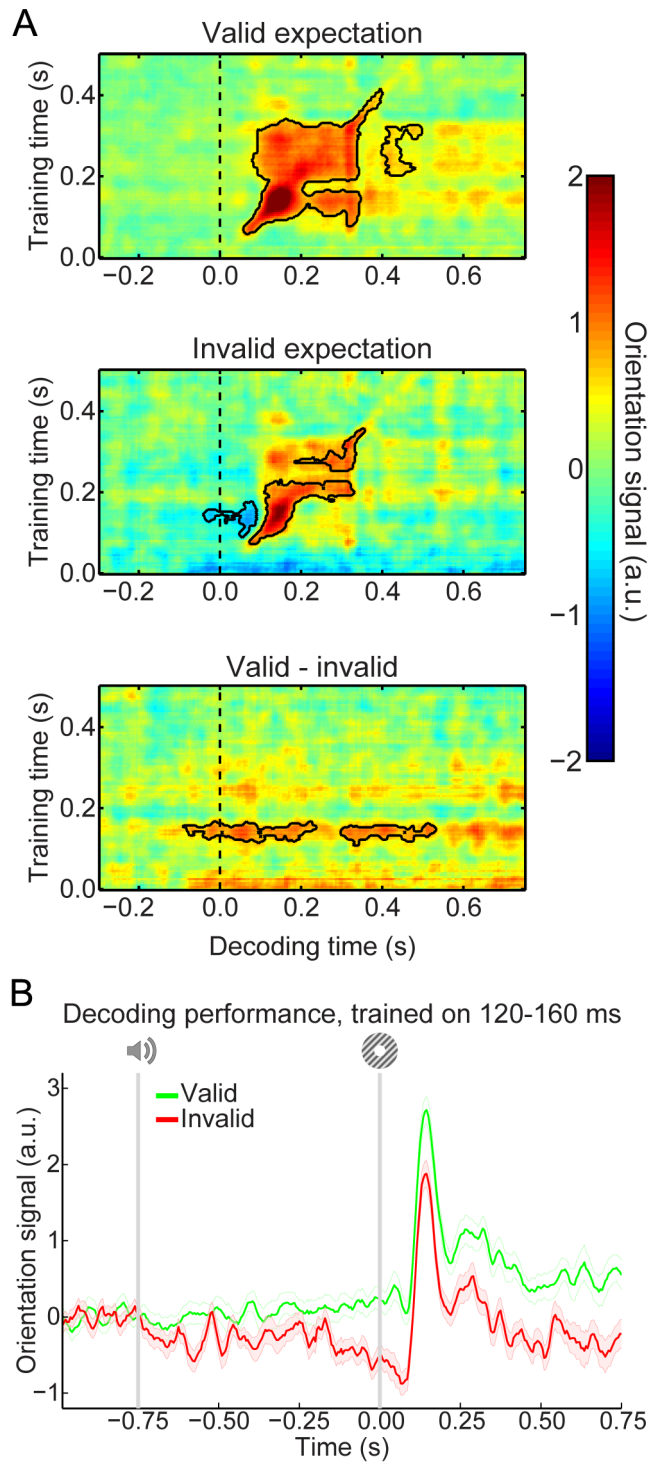 A
Valid expectation
Training time (s)
0.4
0.2
0.0
−0.2 0.0 0.2 0.4 0.6
Invalid expectation
Training time (s)
0.4
0.2
0.0
−0.2 0.0 0.2 0.4 0.6
Valid - invalid
Training time (s)
0.4
0.2
0.0
−0.2 0.0 0.2 0.4 0.6
Decoding time (s)
2
1
0
−1
−2
Orientation signal (a.u.)
B
Decoding performance, trained on 120-160 ms
Valid
Invalid
Orientation signal (a.u.)
3
2
1
0
−1
−0.75 −0.50 −0.25 0.00 0.25 0.50 0.75
Time (s)